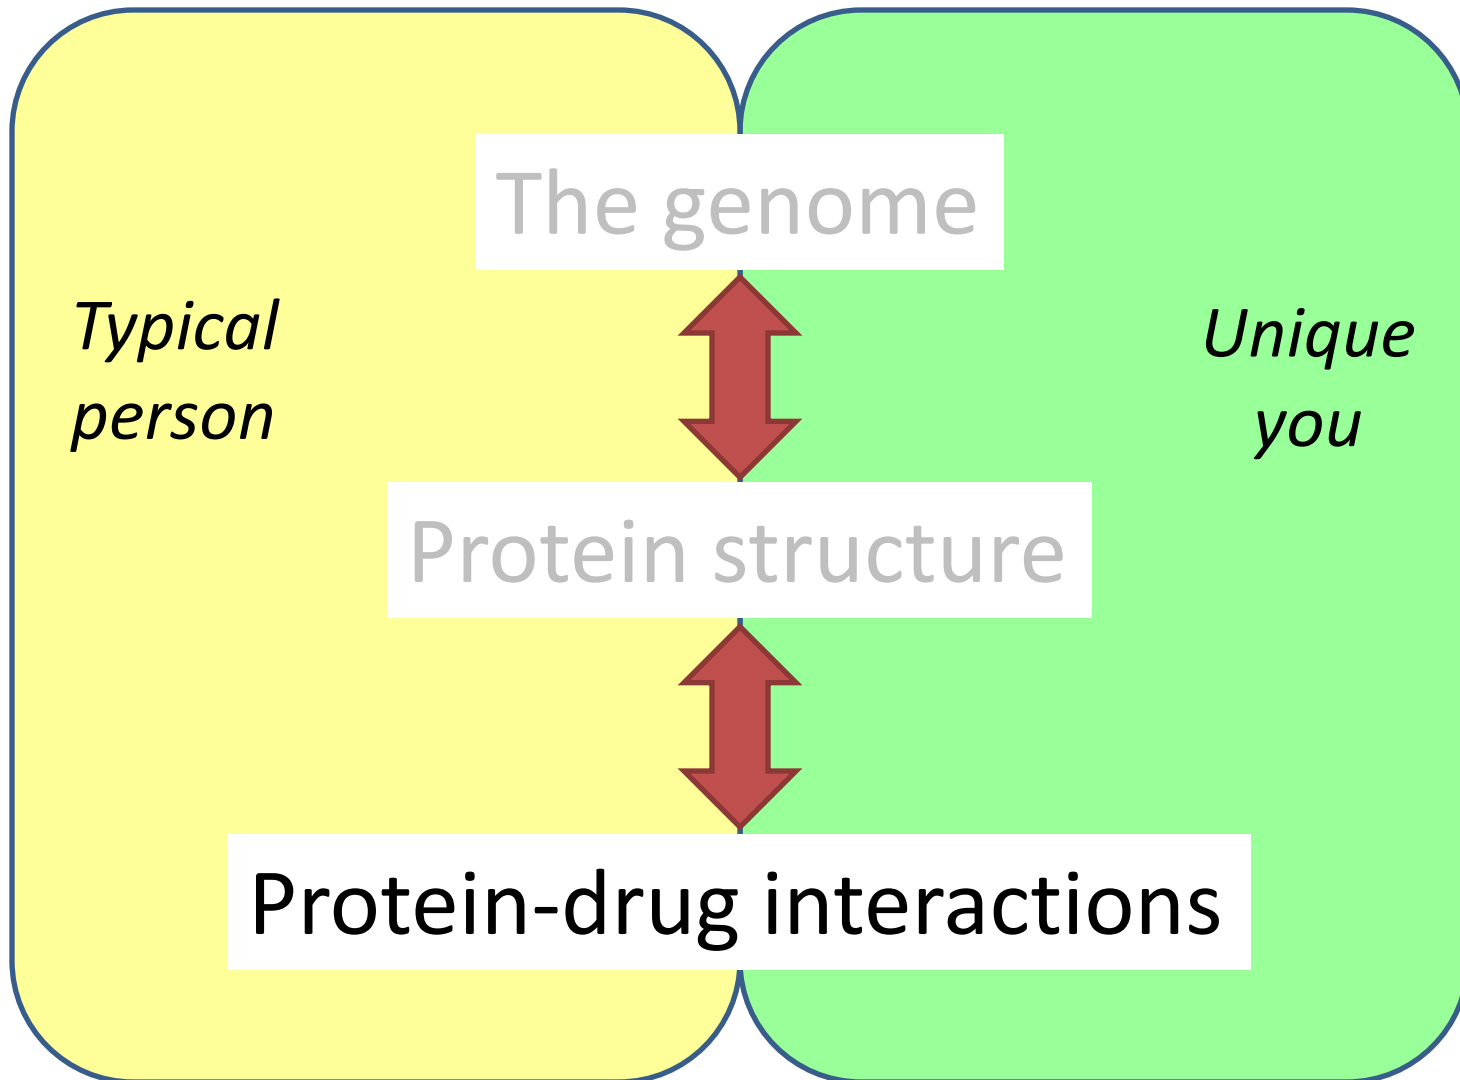 The genome
Typical
person
Unique
you
Protein structure
Protein-drug interactions